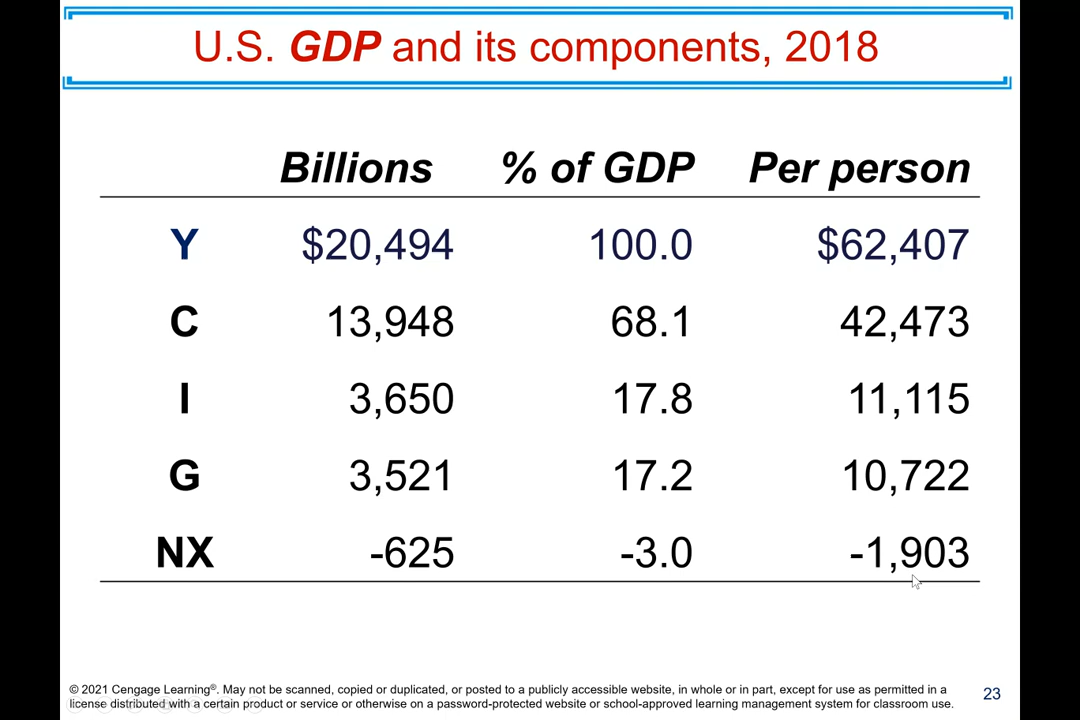 U.S. GDP and its components, 2018
Billions % of GDP Per person
Y $20,494 100.0 $62,407
C 13,948 68.1 42,473
I 3,650 17.8 11,115
G 3,521 17.2 10,722
NX -625 -3.0 -1,903
© 2021 Cengage Learning®. May not be scanned, copied or duplicated, or posted to a publicly accessible website, in whole or in part, except for use as permitted in a
license distributed with a certain product or service or otherwise on a password-protected website or school-approved learning management system for classroom use.
23